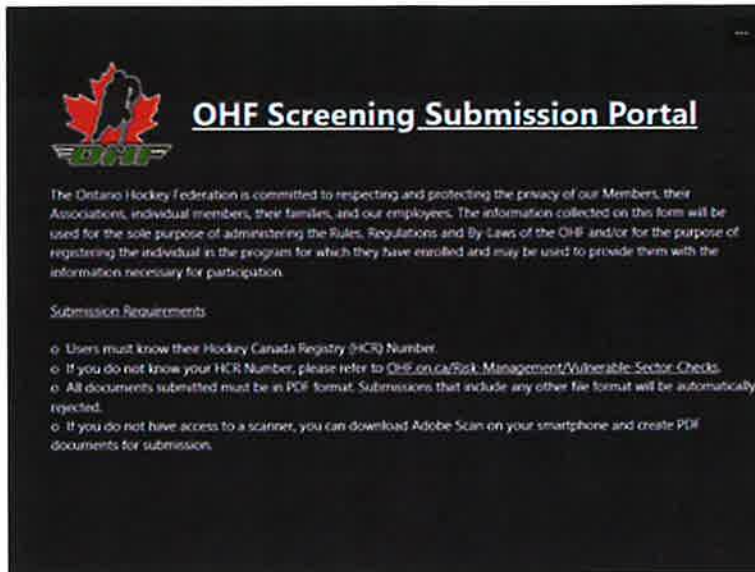 OHF Screening Submission Portal
OHF
The Ontario Hockey Federation is committed to respecting and protecting the privacy of our Members, their
Associations, individual members, their families, and our employees. The information collected on this form will be
used for the sole purpose of administering the Rules, Regulations and By-Laws of the OHF and/or for the purpose of
registering the individual in the program for which they have enrolled and may be used to provide them with the
information necessary for participation.
Submission Requirements
o Users must know their Hockey Canada Registry (HCR) Number.
o If you do not know your HCR Number, please refer to OHF.on.ca/Risk Management/Vulnerable Sector Checks.
o All documents submitted must be in PDF format. Submissions that include any other file format will be automatically
rejected.
o If you do not have access to a scanner, you can download Adobe Scan on your smartphone and create PDF
documents for submission.